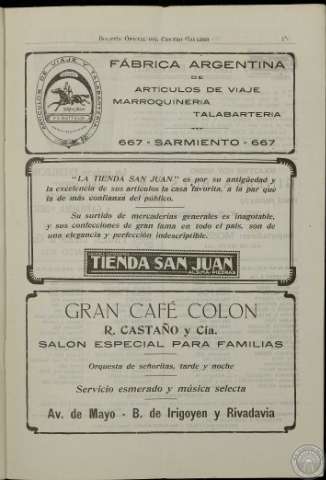 Boletín Oficial del Centro Gallego
FÁBRICA ARGENTINA
DE
ARTÍCULOS DE VIAJE
MARROQUINERIA
TALABARTERIA
667 - SARMIENTO - 667
"LA TIENDA SAN JUAN," es por su antigüedad y
la excelencia de sus artículos la casa favorita, a la par que
la de más confianza del público.
Su surtido de mercaderías generales es inagotable,
y sus confecciones de gran fama en todo el país, son de
una elegancia y perfección indescriptible.
TIENDA SAN JUAN
ALSINA-PIEDRAS
GRAN CAFÉ COLON
R. CASTAÑO y Cía.
SALON ESPECIAL PARA FAMILIAS
Orquesta de señoritas, tarde y noche
Servicio esmerado y música selecta
Av. de Mayo - B. de Irigoyen y Rivadavia